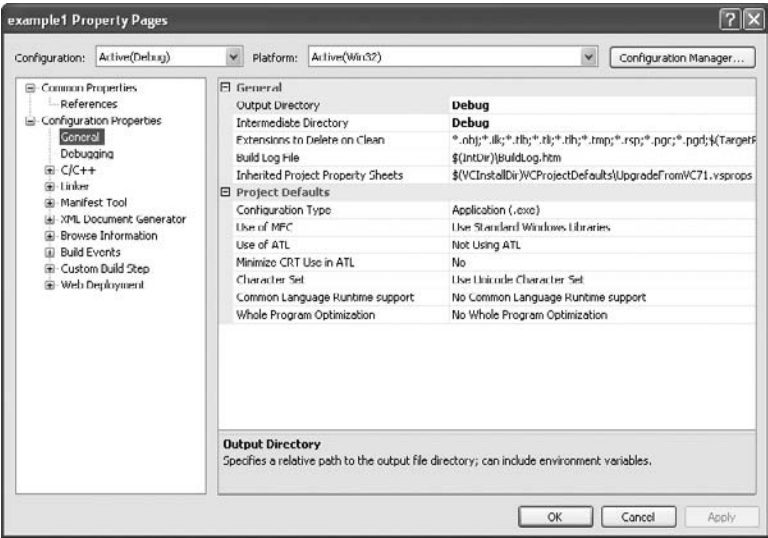 example1 Property Pages
Configuration: Active(Debug) Platform: Active(Win32) Configuration Manager...
Common Properties
References
Configuration Properties
General
Debugging
C/C++
Linker
Manifest Tool
XML Document Generator
Browse Information
Build Events
Custom Build Step
Web Deployment
General
Output Directory Debug
Intermediate Directory Debug
Extensions to Delete on Clean *.obj;*.ilk;*.tlb;*.tli;*.tlh;*.tmp;*.rsp;*.pgc;*.pgd;$(TargetP
Build Log File $(IntDir)\BuildLog.htm
Inherited Project Property Sheets $(VCInstallDir)VCProjectDefaults\UpgradeFromVC71.vsprops
Project Defaults
Configuration Type Application (.exe)
Use of MFC Use Standard Windows Libraries
Use of ATL Not Using ATL
Minimize CRT Use in ATL No
Character Set Use Unicode Character Set
Common Language Runtime support No Common Language Runtime support
Whole Program Optimization No Whole Program Optimization
Output Directory
Specifies a relative path to the output file directory; can include environment variables.
OK Cancel Apply